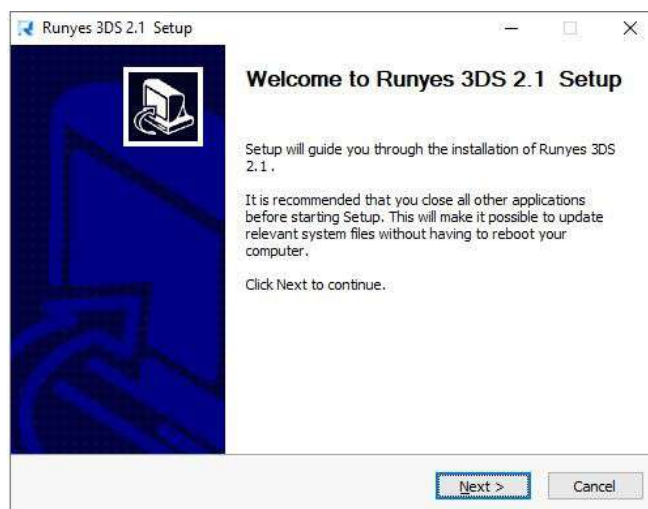 Runyes 3DS 2.1 Setup
Welcome to Runyes 3DS 2.1 Setup
Setup will guide you through the installation of Runyes 3DS
2.1 .
It is recommended that you close all other applications
before starting Setup. This will make it possible to update
relevant system files without having to reboot your
computer.
Click Next to continue.
Next >
Cancel